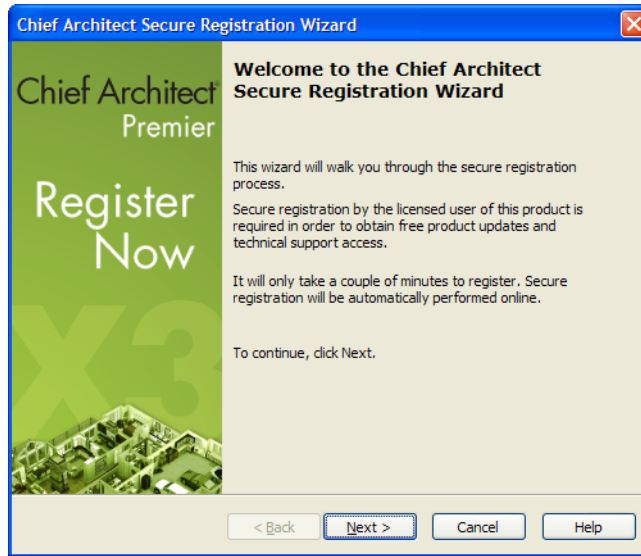 Chief Architect Secure Registration Wizard
Chief Architect®
Premier
Register
Now
X3
Welcome to the Chief Architect
Secure Registration Wizard
This wizard will walk you through the secure registration
process.
Secure registration by the licensed user of this product is
required in order to obtain free product updates and
technical support access.
It will only take a couple of minutes to register. Secure
registration will be automatically performed online.
To continue, click Next.
< Back
Next >
Cancel
Help